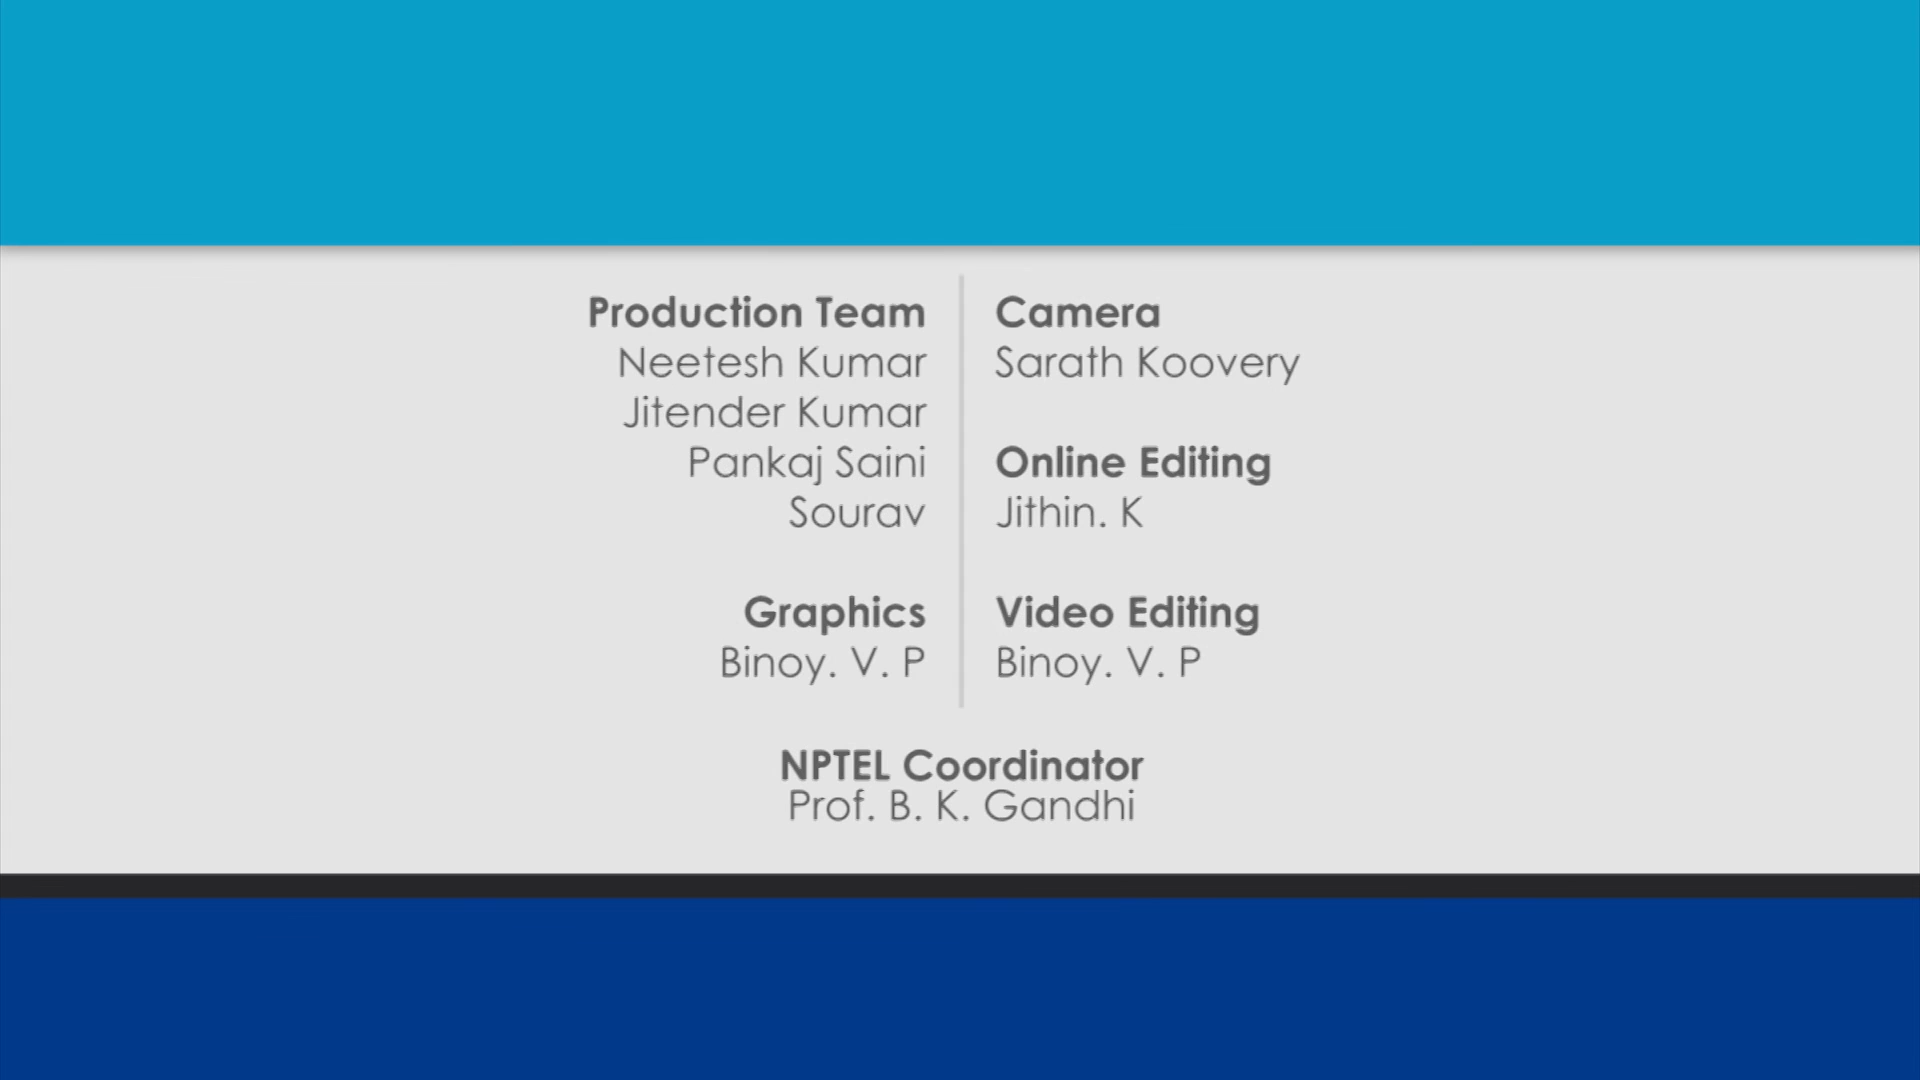 Production Team
Neetesh Kumar
Jitender Kumar
Pankaj Saini
Sourav
Graphics
Binoy. V. P
Camera
Sarath Koovery
Online Editing
Jithin. K
Video Editing
Binoy. V. P
NPTEL Coordinator
Prof. B. K. Gandhi